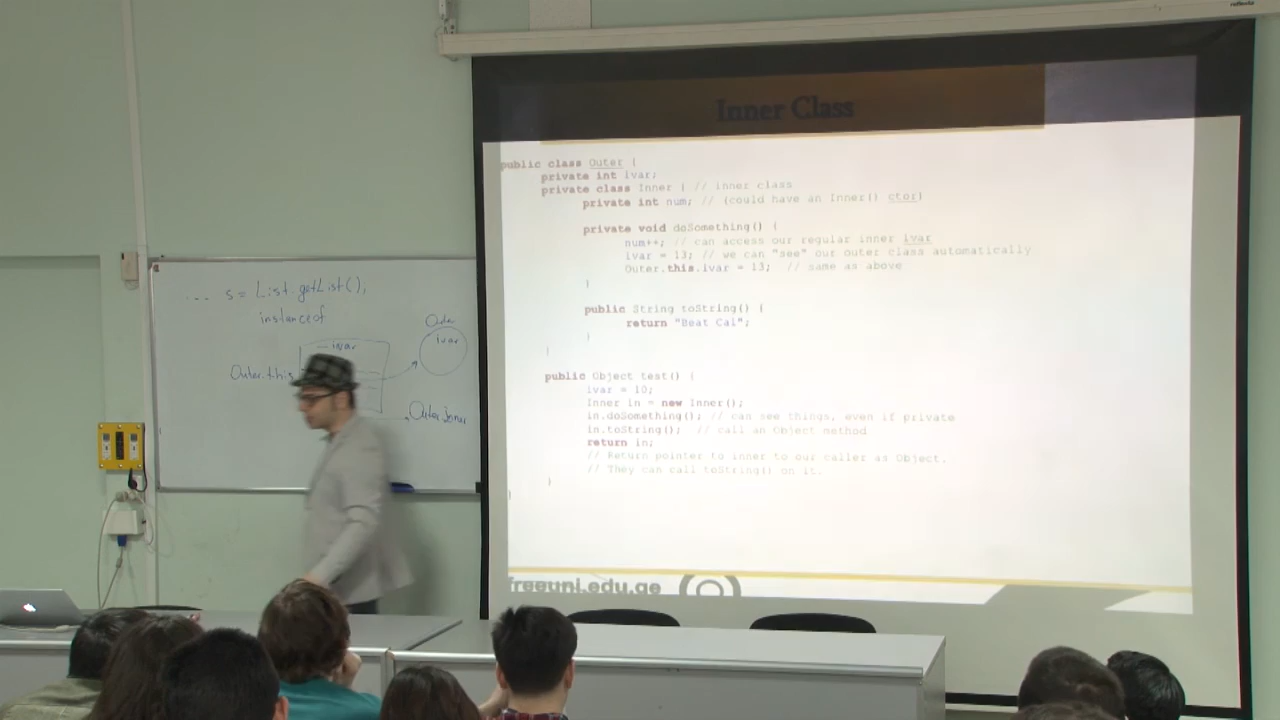 ... s = List.getList(),
instanceof
ivar
Outer.this
ivar
Inner Class
public class Outer {
private int ivar;
private class Inner { // inner class
private int num; // (could have an Inner() ctor)
private void doSomething() {
num++; // can access our regular inner ivar
ivar = 13; // we can "see" our outer class automatically
Outer.this.ivar = 13; // same as above
}
public String toString() {
return "Beat Cal";
}
}
public Object test() {
ivar = 10;
Inner in = new Inner();
in.doSomething(); // can see things, even if private
in.toString(); // call an Object method
return in;
// Return pointer to inner to our caller as Object.
// They can call toString() on it.
}
}
freeuni.edu.ge